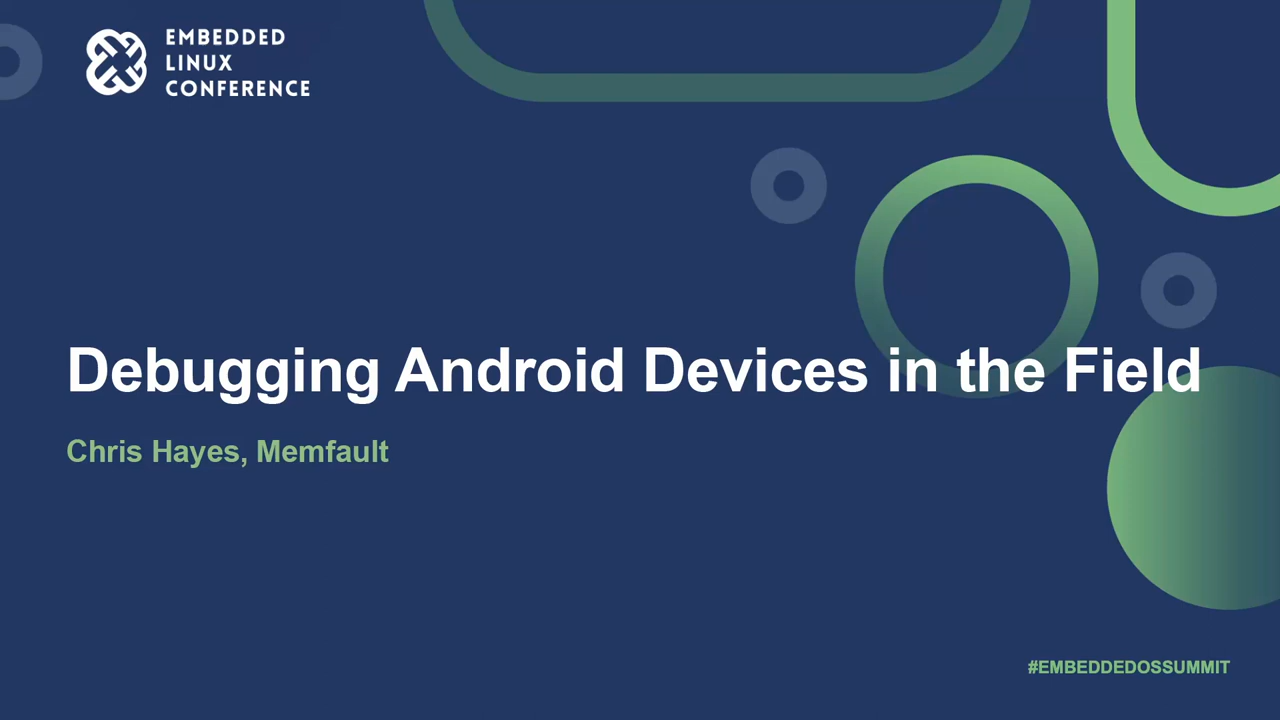 EMBEDDED
LINUX
CONFERENCE
Debugging Android Devices in the Field
Chris Hayes, Memfault
#EMBEDDEDOSSUMMIT